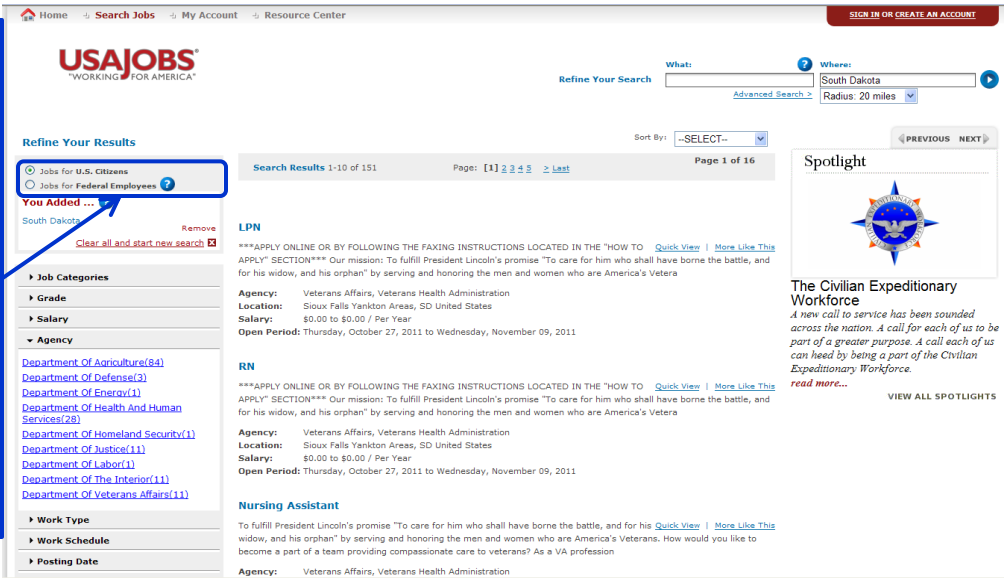 Home Search Jobs My Account Resource Center
SIGN IN OR CREATE AN ACCOUNT
USAJOBS®
"WORKING FOR AMERICA"
What: ? Where:
Refine Your Search South Dakota
Advanced Search > Radius: 20 miles
Refine Your Results
Jobs for U.S. Citizens
Jobs for Federal Employees ?
You Added ...
South Dakota
Remove
Clear all and start new search
Job Categories
Grade
Salary
Agency
Department Of Agriculture(84)
Department Of Defense(3)
Department Of Energy(1)
Department Of Health And Human
Services(28)
Department Of Homeland Security(1)
Department Of Justice(11)
Department Of Labor(1)
Department Of The Interior(11)
Department Of Veterans Affairs(11)
Work Type
Work Schedule
Posting Date
Sort By: --SELECT--
Search Results 1-10 of 151 Page: [1] 2 3 4 5 > Last Page 1 of 16
LPN
***APPLY ONLINE OR BY FOLLOWING THE FAXING INSTRUCTIONS LOCATED IN THE "HOW TO Quick View | More Like This
APPLY" SECTION*** Our mission: To fulfill President Lincoln's promise "To care for him who shall have borne the battle, and
for his widow, and his orphan" by serving and honoring the men and women who are America's Vetera
Agency: Veterans Affairs, Veterans Health Administration
Location: Sioux Falls Yankton Areas, SD United States
Salary: $0.00 to $0.00 / Per Year
Open Period: Thursday, October 27, 2011 to Wednesday, November 09, 2011
RN
***APPLY ONLINE OR BY FOLLOWING THE FAXING INSTRUCTIONS LOCATED IN THE "HOW TO Quick View | More Like This
APPLY" SECTION*** Our mission: To fulfill President Lincoln's promise "To care for him who shall have borne the battle, and
for his widow, and his orphan" by serving and honoring the men and women who are America's Vetera
Agency: Veterans Affairs, Veterans Health Administration
Location: Sioux Falls Yankton Areas, SD United States
Salary: $0.00 to $0.00 / Per Year
Open Period: Thursday, October 27, 2011 to Wednesday, November 09, 2011
Nursing Assistant
To fulfill President Lincoln's promise "To care for him who shall have borne the battle, and for his Quick View | More Like This
widow, and his orphan" by serving and honoring the men and women who are America's Veterans. How would you like to
become a part of a team providing compassionate care to veterans? As a VA profession
Agency: Veterans Affairs, Veterans Health Administration
PREVIOUS NEXT
Spotlight
The Civilian Expeditionary
Workforce
A new call to service has been sounded
across the nation. A call for each of us to be
part of a greater purpose. A call each of us
can heed by being a part of the Civilian
Expeditionary Workforce.
read more...
VIEW ALL SPOTLIGHTS